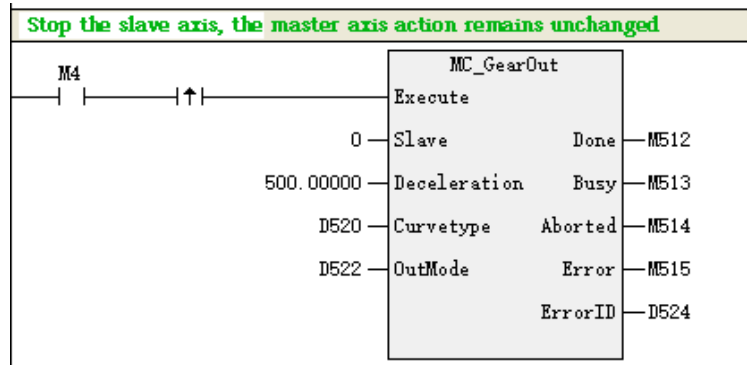 Stop the slave axis, the master axis action remains unchanged
M4
MC_GearOut
Execute
0 Slave Done M512
500.00000 Deceleration Busy M513
D520 Curvetype Aborted M514
D522 OutMode Error M515
ErrorID D524